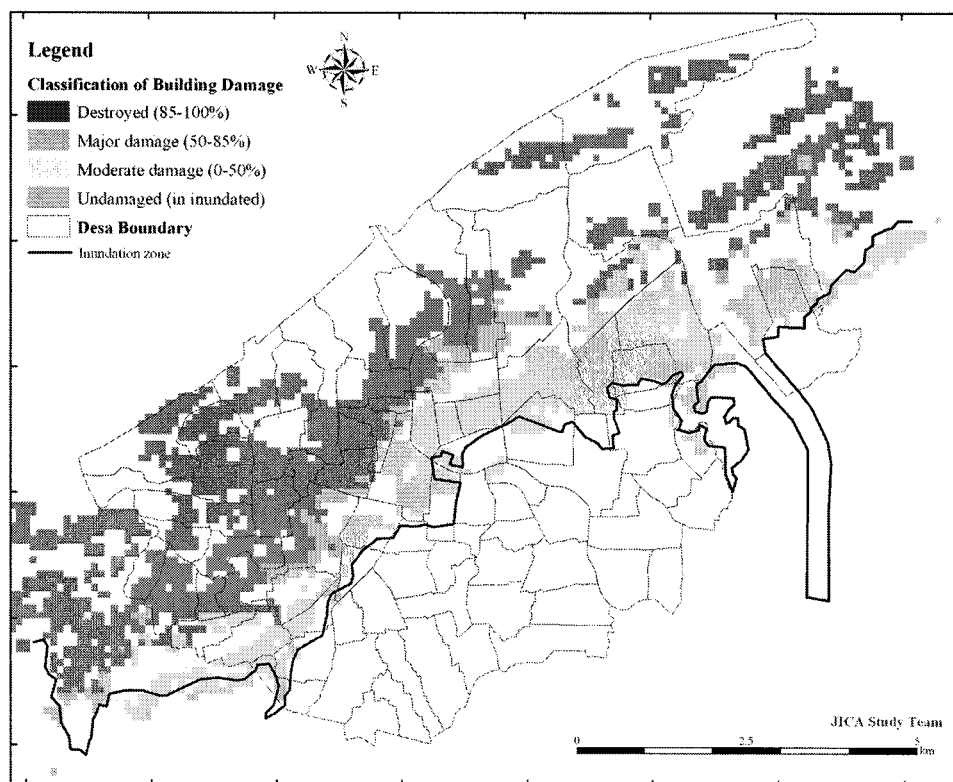 Legend
N
W E
S
Classification of Building Damage
Destroyed (85-100%)
Major damage (50-85%)
Moderate damage (0-50%)
Undamaged (in inundated)
Desa Boundary
Inundation zone
JICA Study Team
0 2.5 5
km